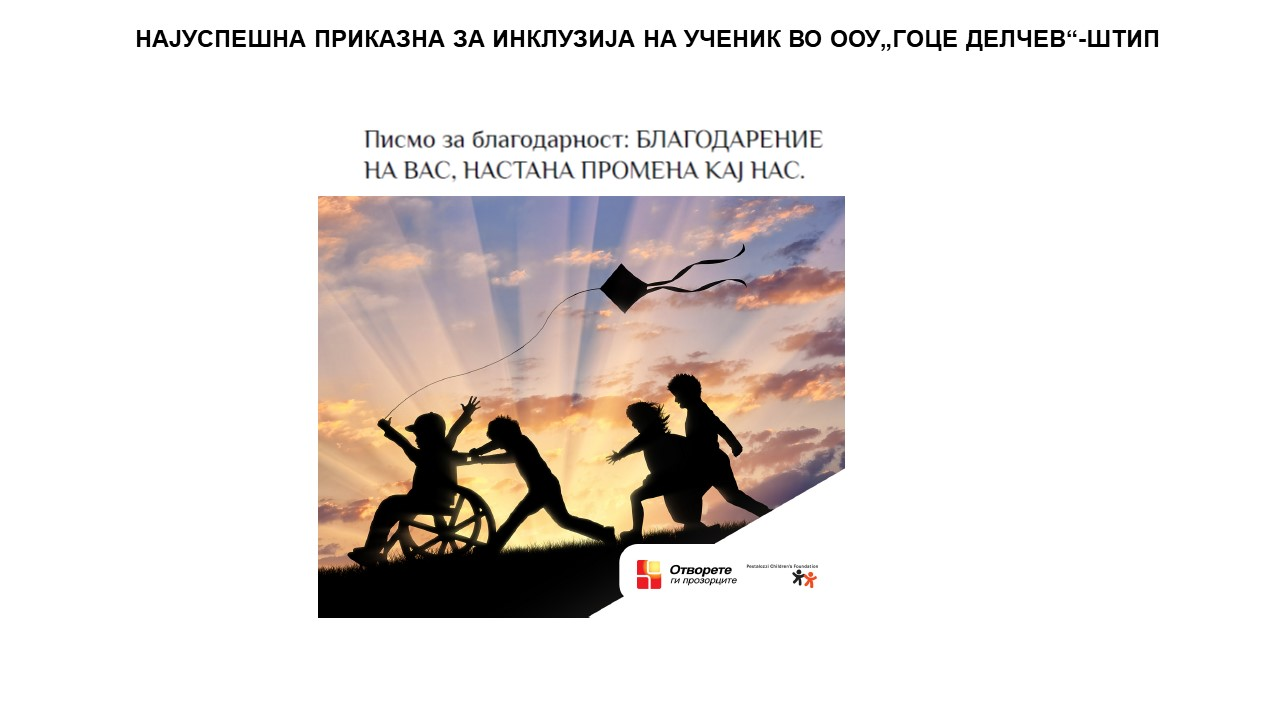 НАЈУСПЕШНА ПРИКАЗНА ЗА ИНКЛУЗИЈА НА УЧЕНИК ВО ООУ„ГОЦЕ ДЕЛЧЕВ“-ШТИП
Писмо за благодарност: БЛАГОДАРЕНИЕ
НА ВАС, НАСТАНА ПРОМЕНА КАЈ НАС.
Отворете
ги прозорците
Pestalozzi Children's Foundation